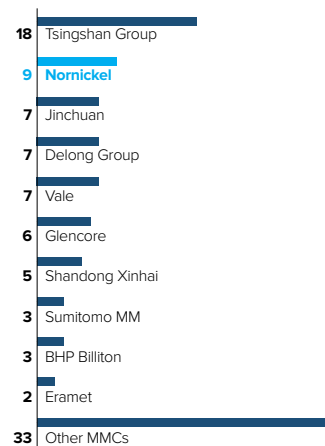 18 Tsingshan Group
9 Nornickel
7 Jinchuan
7 Delong Group
7 Vale
6 Glencore
5 Shandong Xinhai
3 Sumitomo MM
3 BHP Billiton
2 Eramet
33 Other MMCs